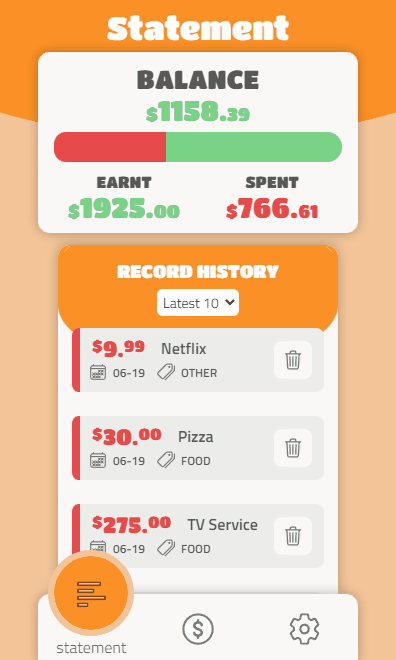 Statement
BALANCE
$1158.39
EARNT SPENT
$1925.00 $766.61
RECORD HISTORY
Latest 10
$9.99 Netflix
06-19 OTHER
$30.00 Pizza
06-19 FOOD
$275.00 TV Service
06-19 FOOD
$
statement